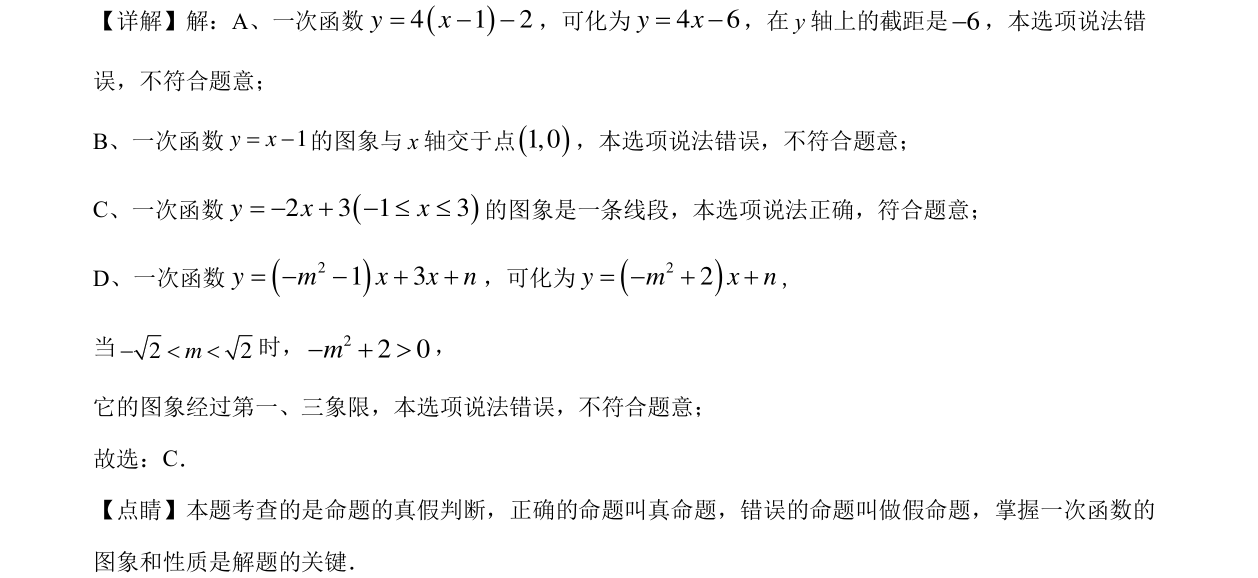 【详解】解：A、一次函数 y = 4(x−1)−2，可化为 y = 4x−6，在 y 轴上的截距是 −6，本选项说法错
误，不符合题意；
B、一次函数 y = x−1 的图象与 x 轴交于点 (1,0)，本选项说法错误，不符合题意；
C、一次函数 y = −2x+3(−1≤ x ≤3) 的图象是一条线段，本选项说法正确，符合题意；
D、一次函数 y = (−m²−1)x+3x+n，可化为 y = (−m²+2)x+n，
当 −√2 < m < √2 时，−m²+2>0，
它的图象经过第一、三象限，本选项说法错误，不符合题意；
故选：C．
【点睛】本题考查的是命题的真假判断，正确的命题叫真命题，错误的命题叫做假命题，掌握一次函数的
图象和性质是解题的关键．